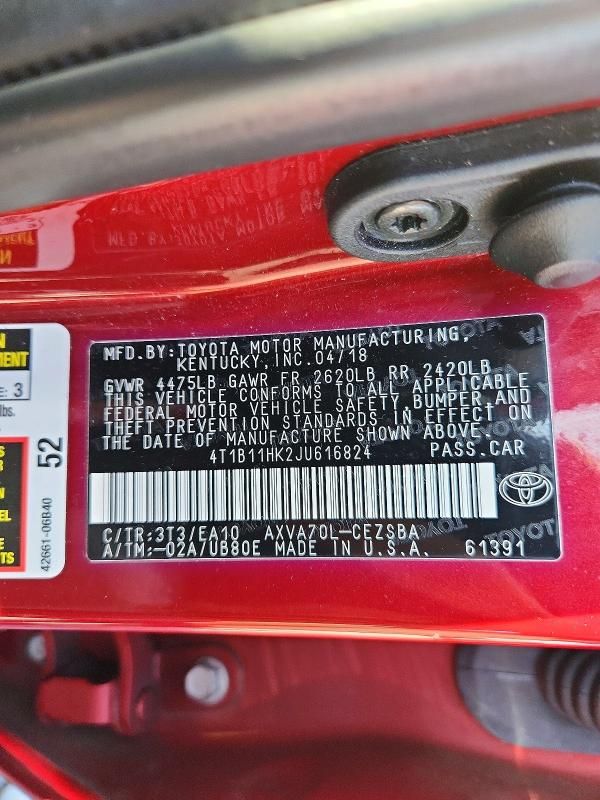 MFD.BY:TOYOTA MOTOR MANUFACTURING,
KENTUCKY, INC. 04/18
GVWR 4475LB GAWR FR 2620LB RR 2420LB
THIS VEHICLE CONFORMS TO ALL APPLICABLE
FEDERAL MOTOR VEHICLE SAFETY BUMPER, AND
THEFT PREVENTION STANDARDS IN EFFECT ON
THE DATE OF MANUFACTURE SHOWN ABOVE.
4T1B11HK2JU616824 PASS.CAR
C/TR:3T3/EA10 AXVA70L-CEZSBA
A/TM:-02A/UB80E MADE IN U.S.A. 61391
TOYOTA
: 3
lbs.
52
42661-06B40